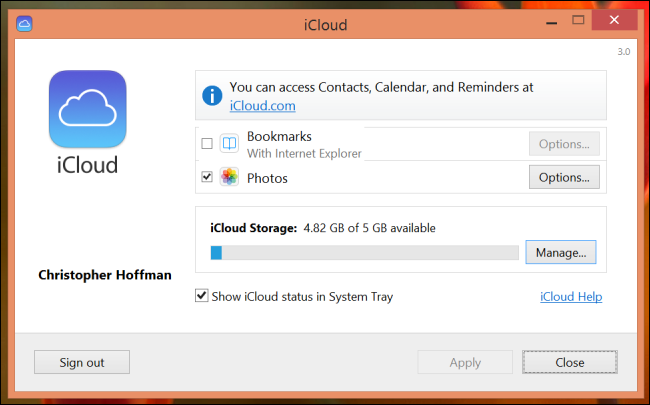 iCloud
3.0
You can access Contacts, Calendar, and Reminders at
iCloud.com
iCloud
Bookmarks
With Internet Explorer
Options...
Photos
Options...
iCloud Storage: 4.82 GB of 5 GB available
Manage...
Christopher Hoffman
Show iCloud status in System Tray
iCloud Help
Sign out
Apply
Close